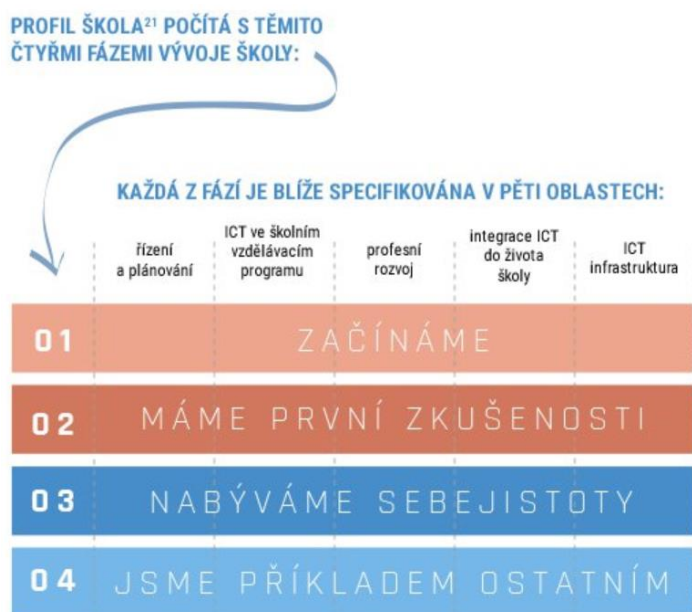 PROFIL ŠKOLA²¹ POČÍTÁ S TĚMITO
ČTYŘMI FÁZEMI VÝVOJE ŠKOLY:
KAŽDÁ Z FÁZÍ JE BLÍŽE SPECIFIKOVÁNA V PĚTI OBLASTECH:
řízení
a plánování
ICT ve školním
vzdělávacím
programu
profesní
rozvoj
integrace ICT
do života
školy
ICT
infrastruktura
01 ZAČÍNÁME
02 MÁME PRVNÍ ZKUŠENOSTI
03 NABÝVÁME SEBEJISTOTY
04 JSME PŘÍKLADEM OSTATNÍM